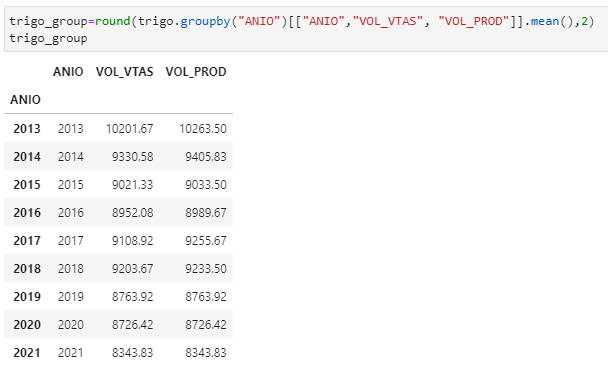 trigo_group=round(trigo.groupby("ANIO")[["ANIO","VOL_VTAS", "VOL_PROD"]].mean(),2)
trigo_group
ANIO VOL_VTAS VOL_PROD
ANIO
2013 2013 10201.67 10263.50
2014 2014 9330.58 9405.83
2015 2015 9021.33 9033.50
2016 2016 8952.08 8989.67
2017 2017 9108.92 9255.67
2018 2018 9203.67 9233.50
2019 2019 8763.92 8763.92
2020 2020 8726.42 8726.42
2021 2021 8343.83 8343.83